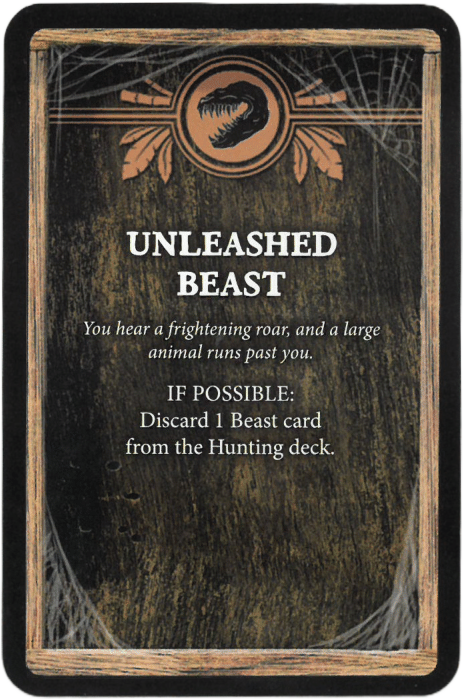 UNLEASHED
BEAST
You hear a frightening roar, and a large
animal runs past you.
IF POSSIBLE:
Discard 1 Beast card
from the Hunting deck.